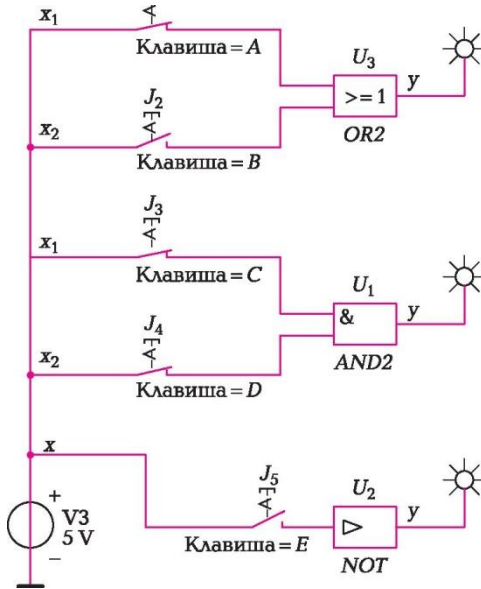 x₁
Клавиша = A
U₃
>= 1
y
OR2
J₂
x₂
Клавиша = B
J₃
x₁
Клавиша = C
U₁
&
y
AND2
J₄
x₂
Клавиша = D
x
J₅
U₂
y
+
V3
5 V
–
Клавиша = E
NOT